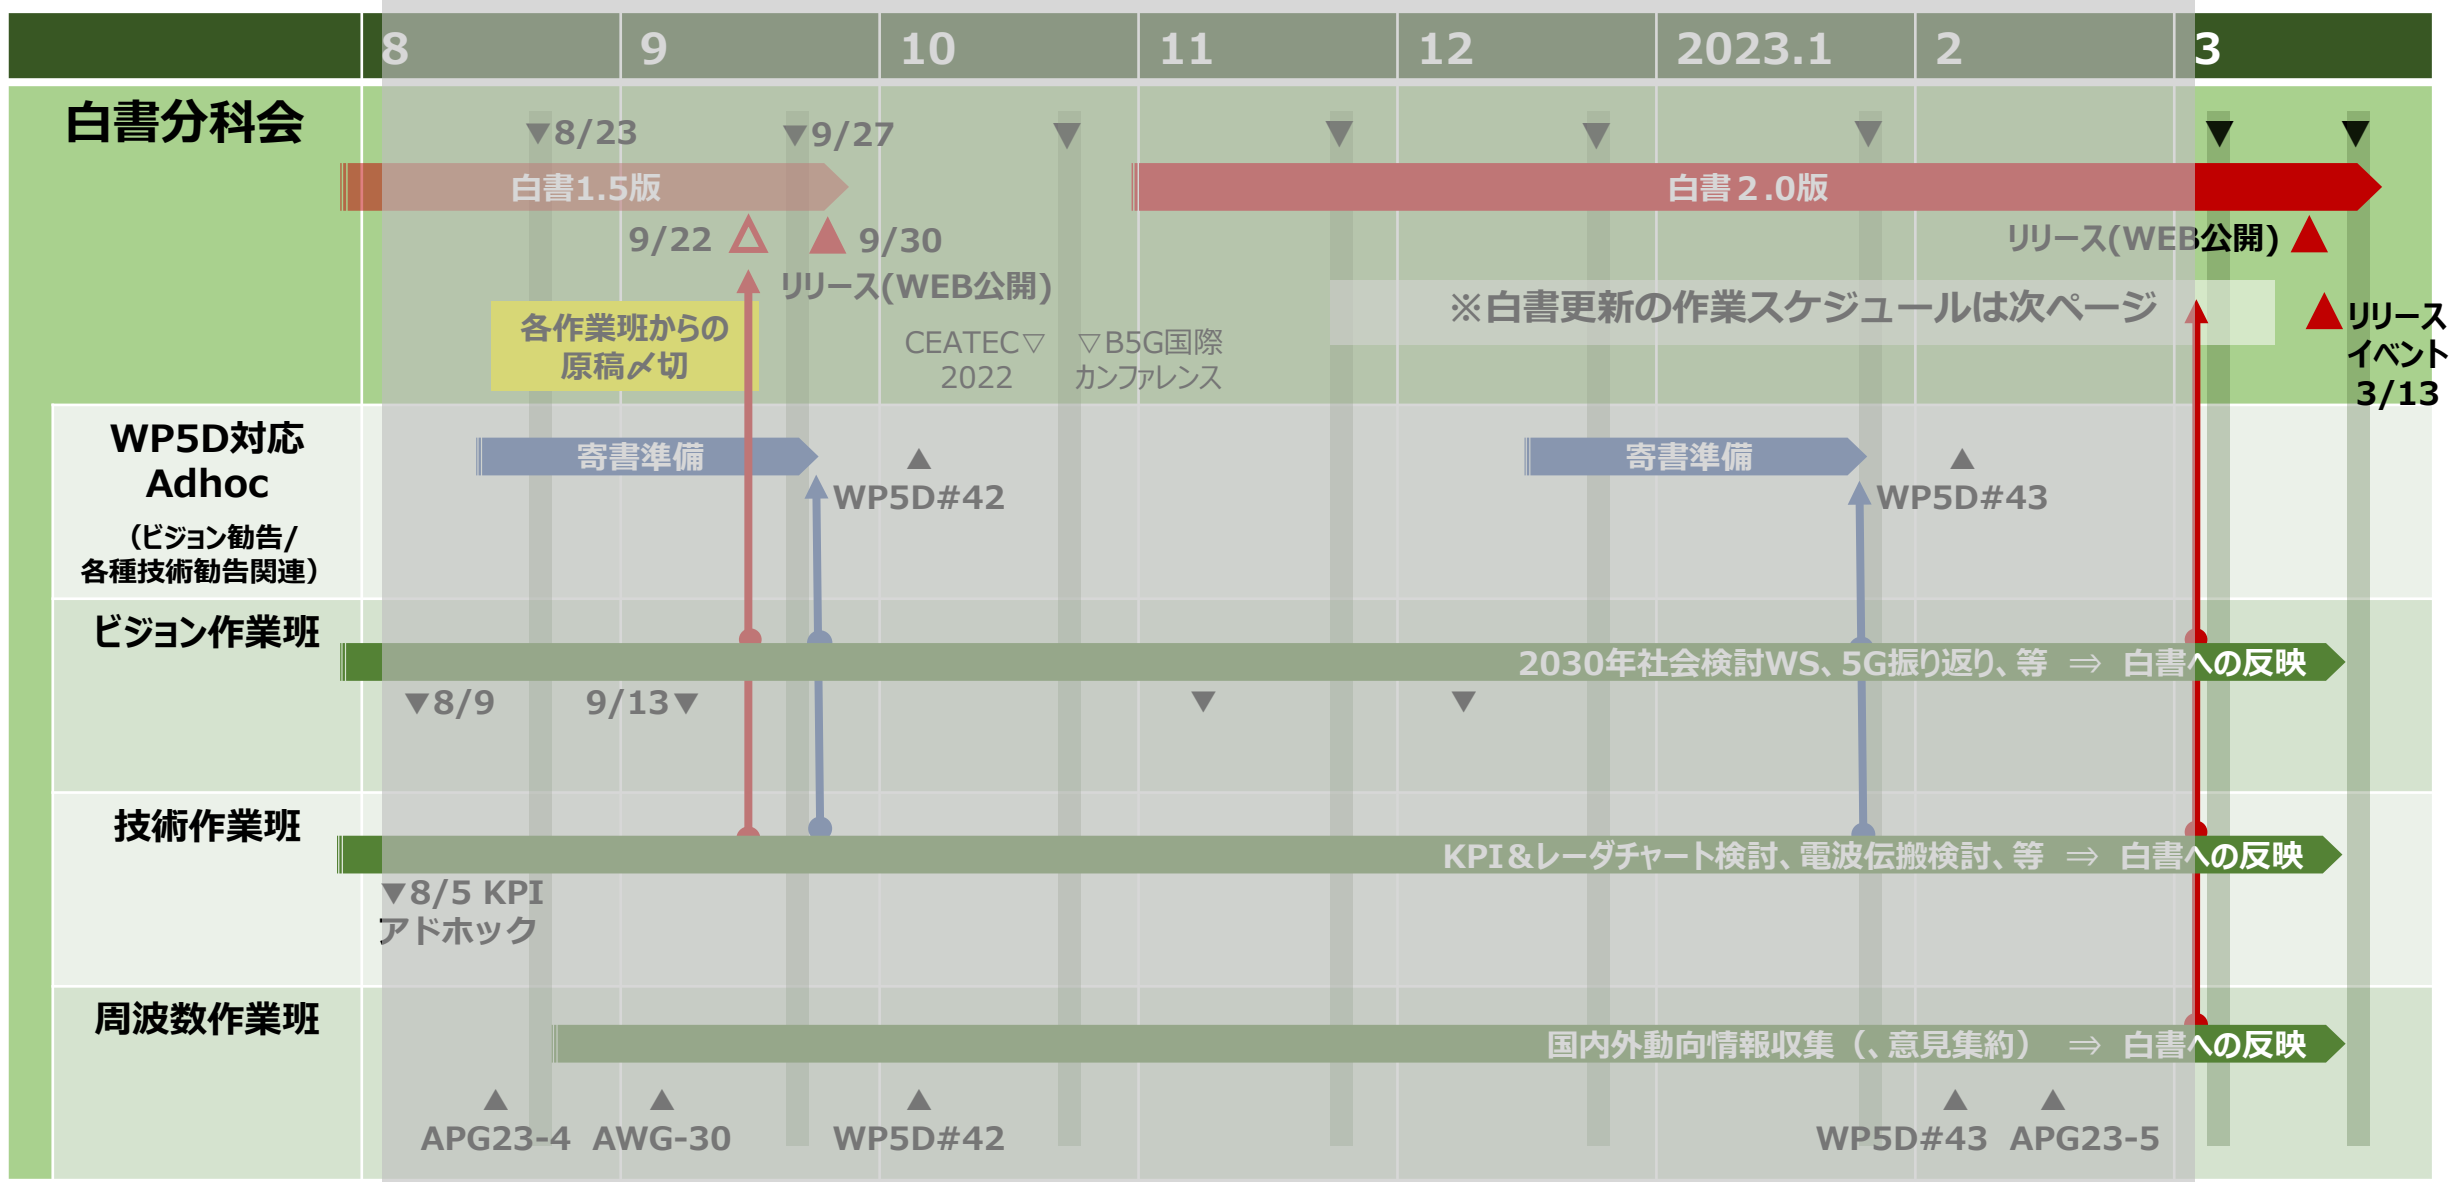 8 9 10 11 12 2023.1 2 3
白書分科会
▼8/23 ▼9/27 ▼ ▼ ▼ ▼ ▼ ▼
白書1.5版
白書２.0版
9/22 △ ▲ 9/30
リリース(WEB公開)
リリース(WEB公開) ▲
各作業班からの
原稿〆切
CEATEC▽
2022
▽B5G国際
カンファレンス
※白書更新の作業スケジュールは次ページ
▲リリース
イベント
3/13
WP5D対応
Adhoc
（ビジョン勧告/
各種技術勧告関連）
寄書準備
▲
WP5D#42
寄書準備
▲
WP5D#43
ビジョン作業班
2030年社会検討WS、5G振り返り、等 ⇒ 白書への反映
▼8/9 9/13▼ ▼ ▼
技術作業班
KPI＆レーダチャート検討、電波伝搬検討、等 ⇒ 白書への反映
▼8/5 KPI
アドホック
周波数作業班
国内外動向情報収集（、意見集約） ⇒ 白書への反映
▲ ▲ ▲ ▲ ▲
APG23-4 AWG-30 WP5D#42 WP5D#43 APG23-5